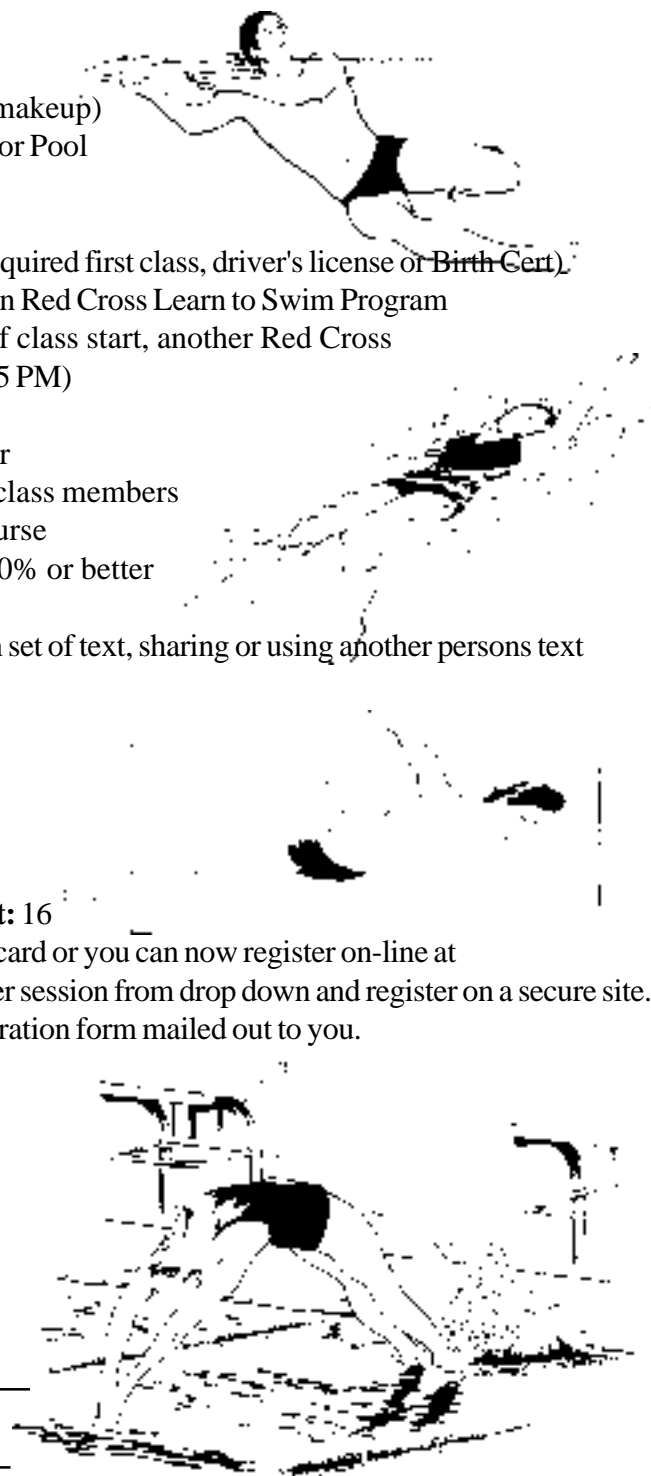 makeup)
or Pool
quired first class, driver's license or Birth Cert)
n Red Cross Learn to Swim Program
f class start, another Red Cross
5 PM)
r
class members
urse
0% or better
set of text, sharing or using another persons text
t: 16
card or you can now register on-line at
er session from drop down and register on a secure site.
ration form mailed out to you.